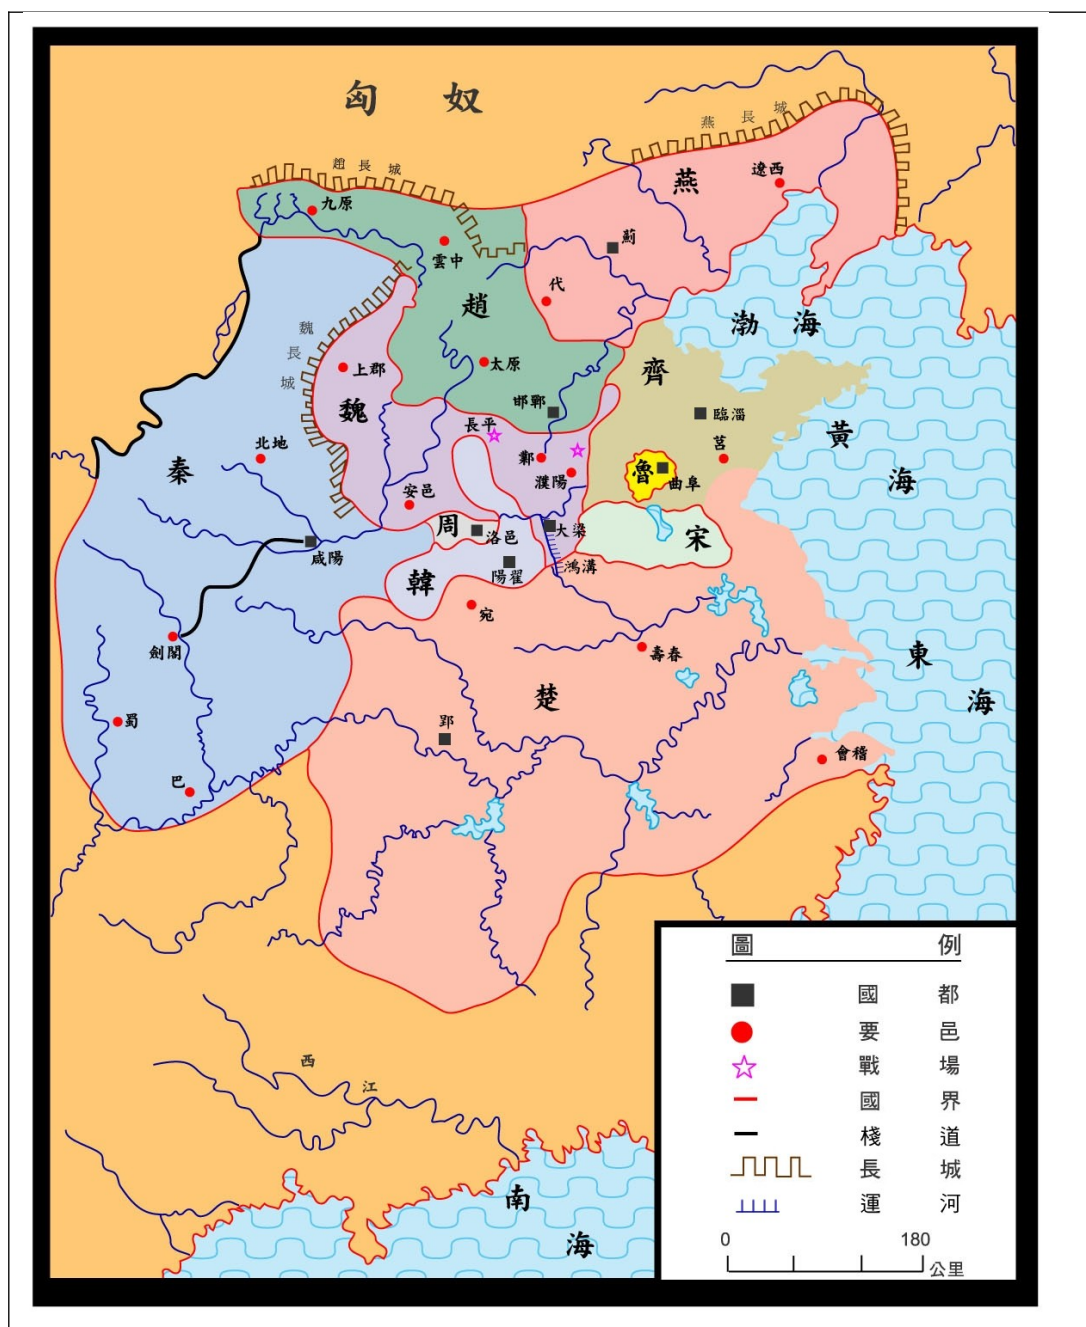 匈奴
燕長城
趙長城
燕
遼西
九原
薊
雲中
代
趙
渤海
魏長城
上郡
太原
齊
魏
邯鄲
臨淄
長平
黃海
北地
秦
鄴
莒
魯
濮陽
曲阜
安邑
周
洛邑
大梁
宋
咸陽
韓
陽翟
鴻溝
宛
劍閣
壽春
東海
楚
蜀
郢
會稽
巴
西江
南海
圖例
國都
要邑
戰場
國界
棧道
長城
運河
0 180
公里